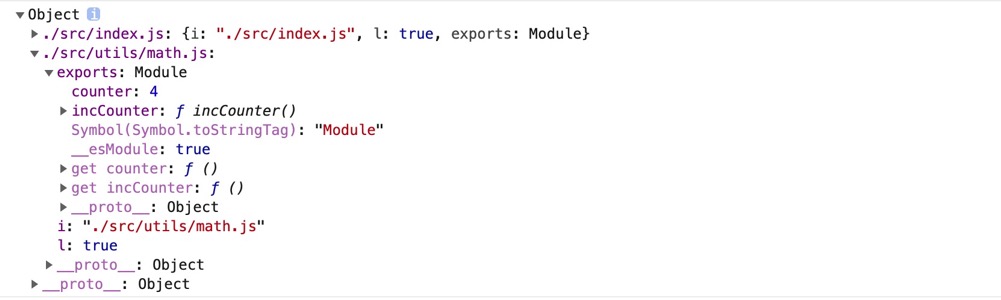 Object i
./src/index.js: {i: "./src/index.js", l: true, exports: Module}
./src/utils/math.js:
exports: Module
counter: 4
incCounter: ƒ incCounter()
Symbol(Symbol.toStringTag): "Module"
__esModule: true
get counter: ƒ ()
get incCounter: ƒ ()
__proto__: Object
i: "./src/utils/math.js"
l: true
__proto__: Object
__proto__: Object